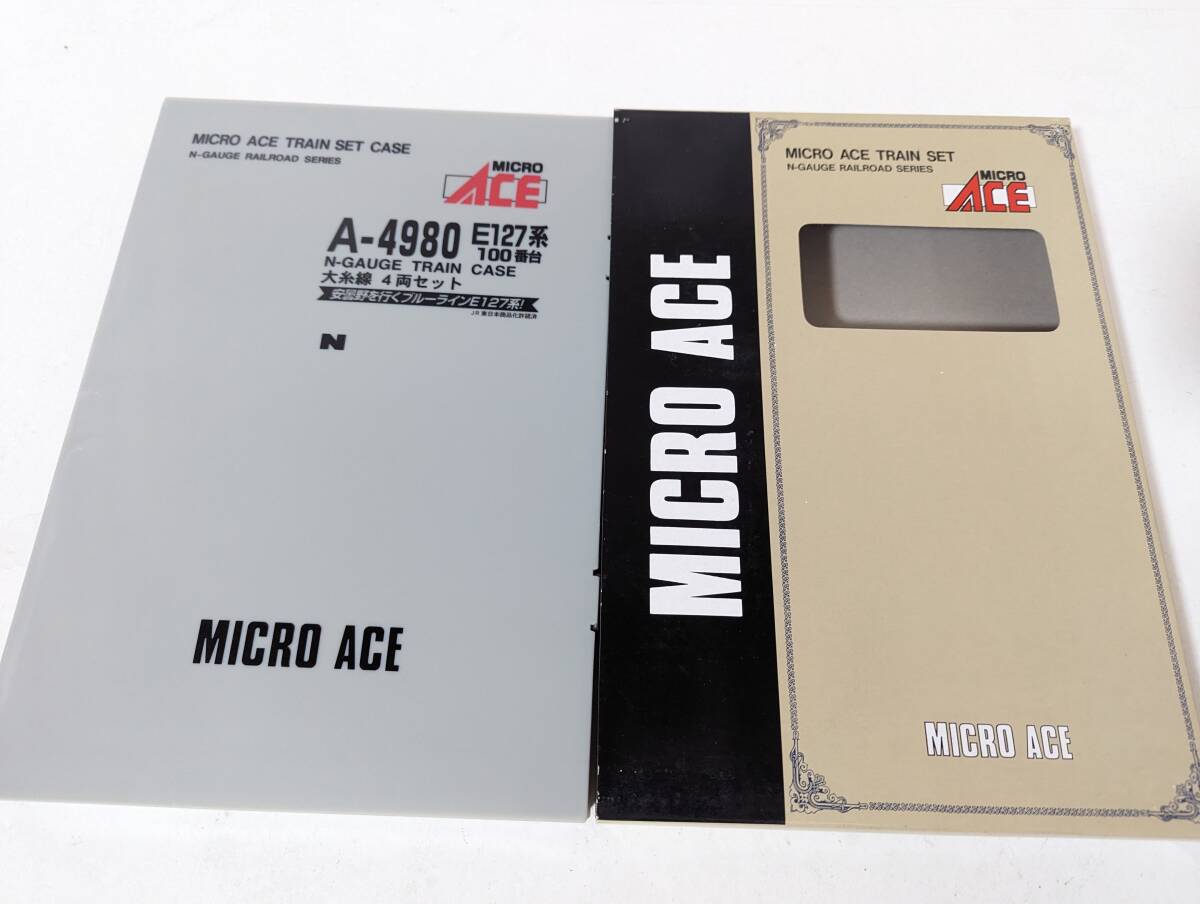 MICRO ACE TRAIN SET CASE
N-GAUGE RAILROAD SERIES
MICRO
ACE
A-4980 E127系
100番台
N-GAUGE TRAIN CASE
大糸線 4両セット
安曇野を行くブルーラインE127系!
JR東日本商品化許諾済
N
MICRO ACE
MICRO ACE
MICRO ACE TRAIN SET
N-GAUGE RAILROAD SERIES
MICRO
ACE
MICRO ACE